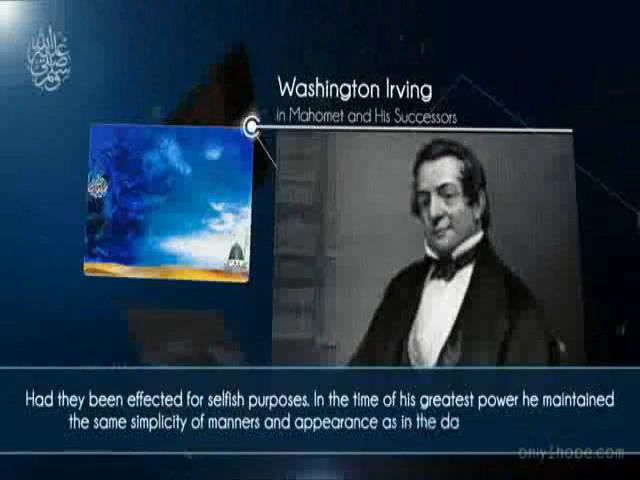 Washington Irving
in Mahomet and His Successors
Had they been effected for selfish purposes. In the time of his greatest power he maintained
the same simplicity of manners and appearance as in the da
only1hope.com